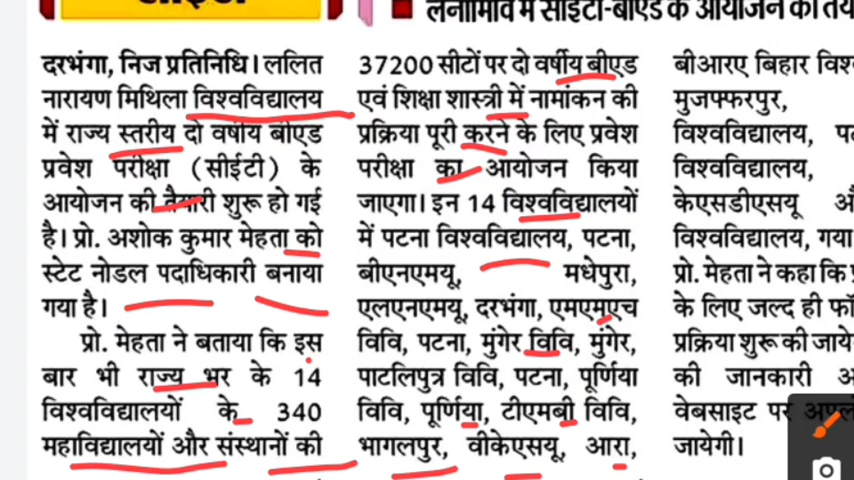 लनामिवि में सीईटी-बीएड के आयोजन की
दरभंगा, निज प्रतिनिधि। ललित
नारायण मिथिला विश्वविद्यालय
में राज्य स्तरीय दो वर्षीय बीएड
प्रवेश परीक्षा (सीईटी) के
आयोजन की तैयारी शुरू हो गई
है। प्रो. अशोक कुमार मेहता को
स्टेट नोडल पदाधिकारी बनाया
गया है।
प्रो. मेहता ने बताया कि इस
बार भी राज्य भर के 14
विश्वविद्यालयों के 340
महाविद्यालयों और संस्थानों की
37200 सीटों पर दो वर्षीय बीएड
एवं शिक्षा शास्त्री में नामांकन की
प्रक्रिया पूरी करने के लिए प्रवेश
परीक्षा का आयोजन किया
जाएगा। इन 14 विश्वविद्यालयों
में पटना विश्वविद्यालय, पटना,
बीएनएमयू, मधेपुरा,
एलएनएमयू, दरभंगा, एमएमएच
विवि, पटना, मुंगेर विवि, मुंगेर,
पाटलिपुत्र विवि, पटना, पूर्णिया
विवि, पूर्णिया, टीएमबी विवि,
भागलपुर, वीकेएसयू, आरा,
बीआरए बिहार
मुजफ्फरपुर,
विश्वविद्यालय,
विश्वविद्यालय,
केएसडीएसयू
विश्वविद्यालय, गया
प्रो. मेहता ने कहा कि
के लिए जल्द ही
प्रक्रिया शुरू की जाये
की जानकारी
वेबसाइट पर
जायेगी।